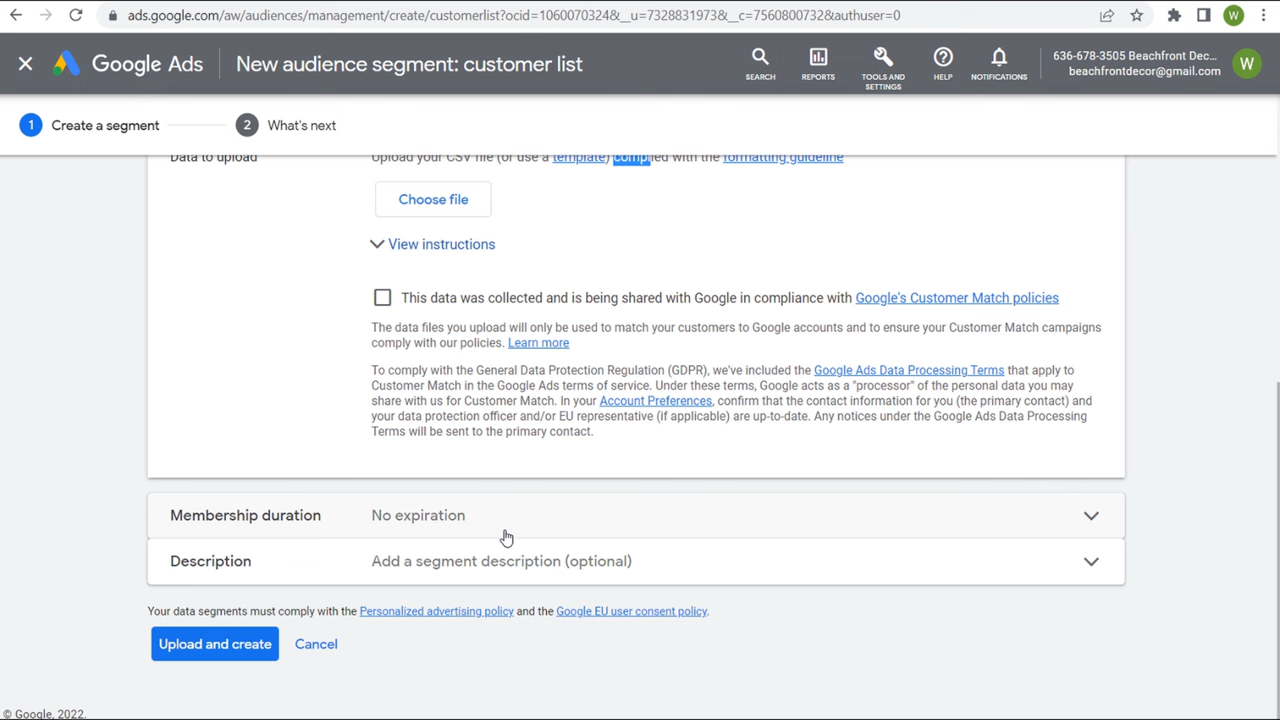 ads.google.com/aw/audiences/management/create/customerlist?ocid=1060070324&__u=7328831973&__c=7560800732&authuser=0
W
Google Ads
New audience segment: customer list
SEARCH
REPORTS
TOOLS AND
SETTINGS
HELP
NOTIFICATIONS
636-678-3505 Beachfront Dec...
beachfrontdecor@gmail.com
W
1 Create a segment
2 What's next
Data to upload
Upload your CSV file (or use a template) complied with the formatting guideline
Choose file
View instructions
This data was collected and is being shared with Google in compliance with Google's Customer Match policies
The data files you upload will only be used to match your customers to Google accounts and to ensure your Customer Match campaigns
comply with our policies. Learn more
To comply with the General Data Protection Regulation (GDPR), we've included the Google Ads Data Processing Terms that apply to
Customer Match in the Google Ads terms of service. Under these terms, Google acts as a "processor" of the personal data you may
share with us for Customer Match. In your Account Preferences, confirm that the contact information for you (the primary contact) and
your data protection officer and/or EU representative (if applicable) are up-to-date. Any notices under the Google Ads Data Processing
Terms will be sent to the primary contact.
Membership duration
No expiration
Description
Add a segment description (optional)
Your data segments must comply with the Personalized advertising policy and the Google EU user consent policy.
Upload and create
Cancel
© Google, 2022.